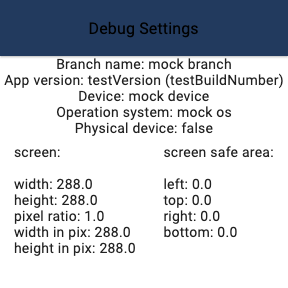 Debug Settings
Branch name: mock branch
App version: testVersion (testBuildNumber)
Device: mock device
Operation system: mock os
Physical device: false
screen:
width: 288.0
height: 288.0
pixel ratio: 1.0
width in pix: 288.0
height in pix: 288.0
screen safe area:
left: 0.0
top: 0.0
right: 0.0
bottom: 0.0